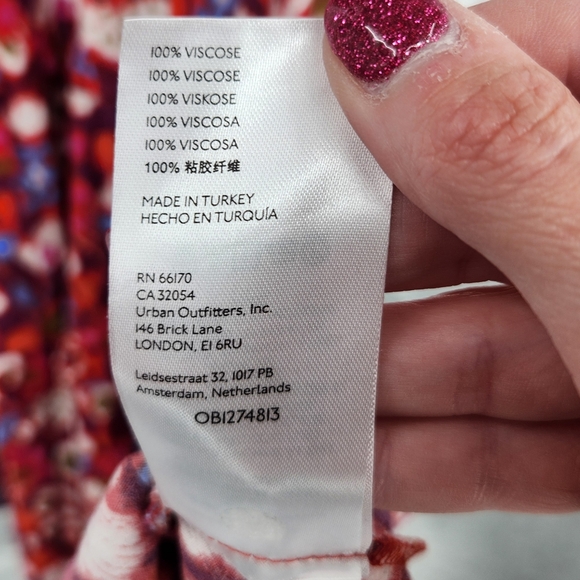 100% VISCOSE
100% VISCOSE
100% VISKOSE
100% VISCOSA
100% VISCOSA
100% 粘胶纤维
MADE IN TURKEY
HECHO EN TURQUÍA
RN 66170
CA 32054
Urban Outfitters, Inc.
146 Brick Lane
LONDON, E1 6RU
Leidsestraat 32, 1017 PB
Amsterdam, Netherlands
OB1274813